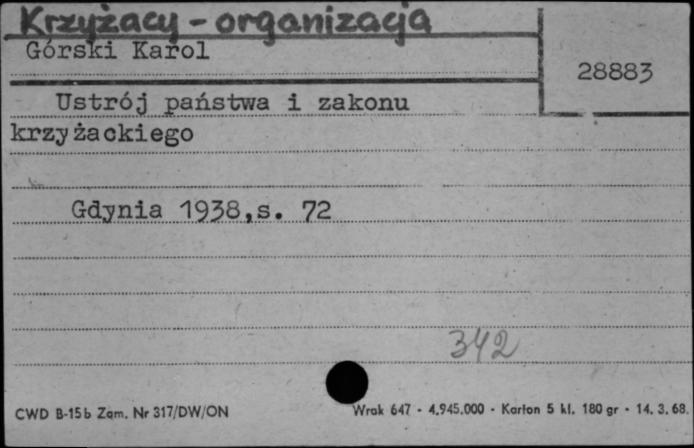 Krzyżacy - organizacja
Górski Karol
28883
Ustrój państwa i zakonu
krzyżackiego
Gdynia 1938,s. 72
342
CWD B-15b Zam. Nr 317/DW/ON
Wrak 647 - 4.945.000 - Karton 5 kl. 180 gr - 14. 3. 68.